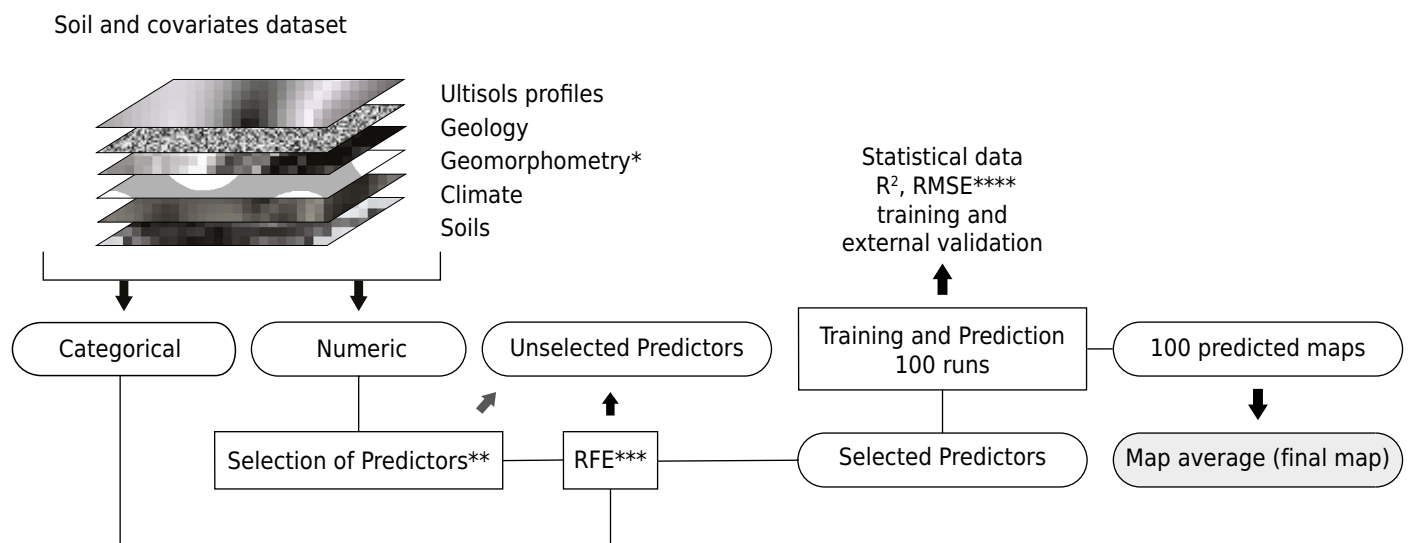 Soil and covariates dataset
Ultisols profiles
Geology
Geomorphometry*
Climate
Soils
Statistical data
R², RMSE****
training and
external validation
Categorical
Numeric
Unselected Predictors
Training and Prediction
100 runs
100 predicted maps
Selection of Predictors**
RFE***
Selected Predictors
Map average (final map)